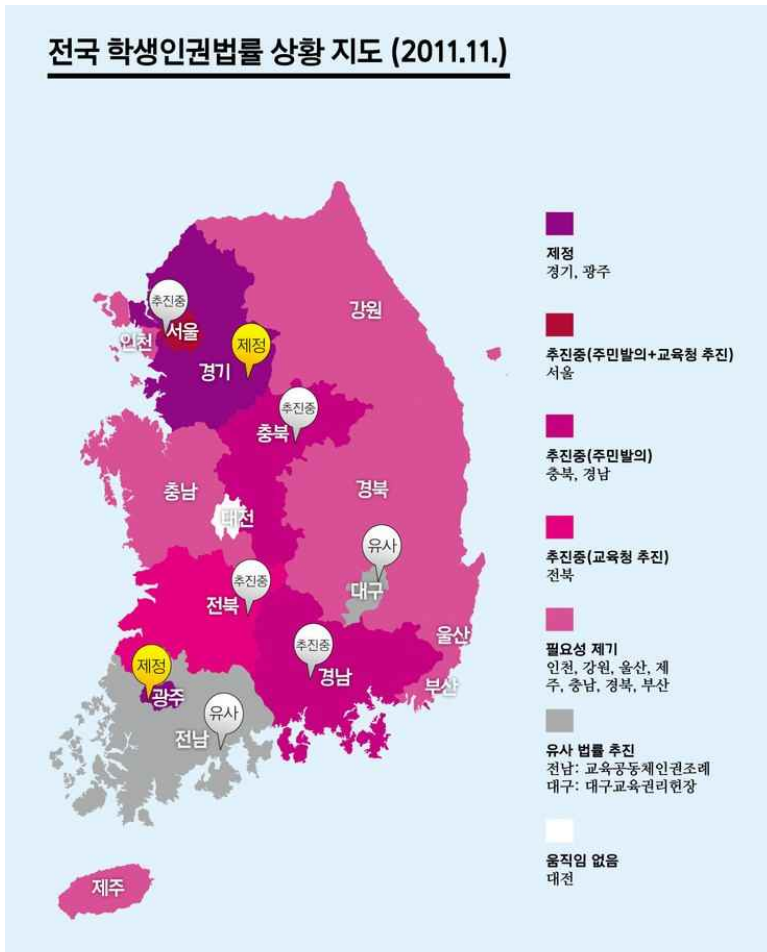 전국 학생인권법률 상황 지도 (2011.11.)
강원
추진중
서울
인천
제정
경기
추진중
충북
충남
경북
대전
유사
대구
추진중
전북
울산
추진중
경남
부산
제정
광주
유사
전남
제주
제정
경기, 광주
추진중(주민발의+교육청 추진)
서울
추진중(주민발의)
충북, 경남
추진중(교육청 추진)
전북
필요성 제기
인천, 강원, 울산, 제
주, 충남, 경북, 부산
유사 법률 추진
전남: 교육공동체인권조례
대구: 대구교육권리헌장
움직임 없음
대전